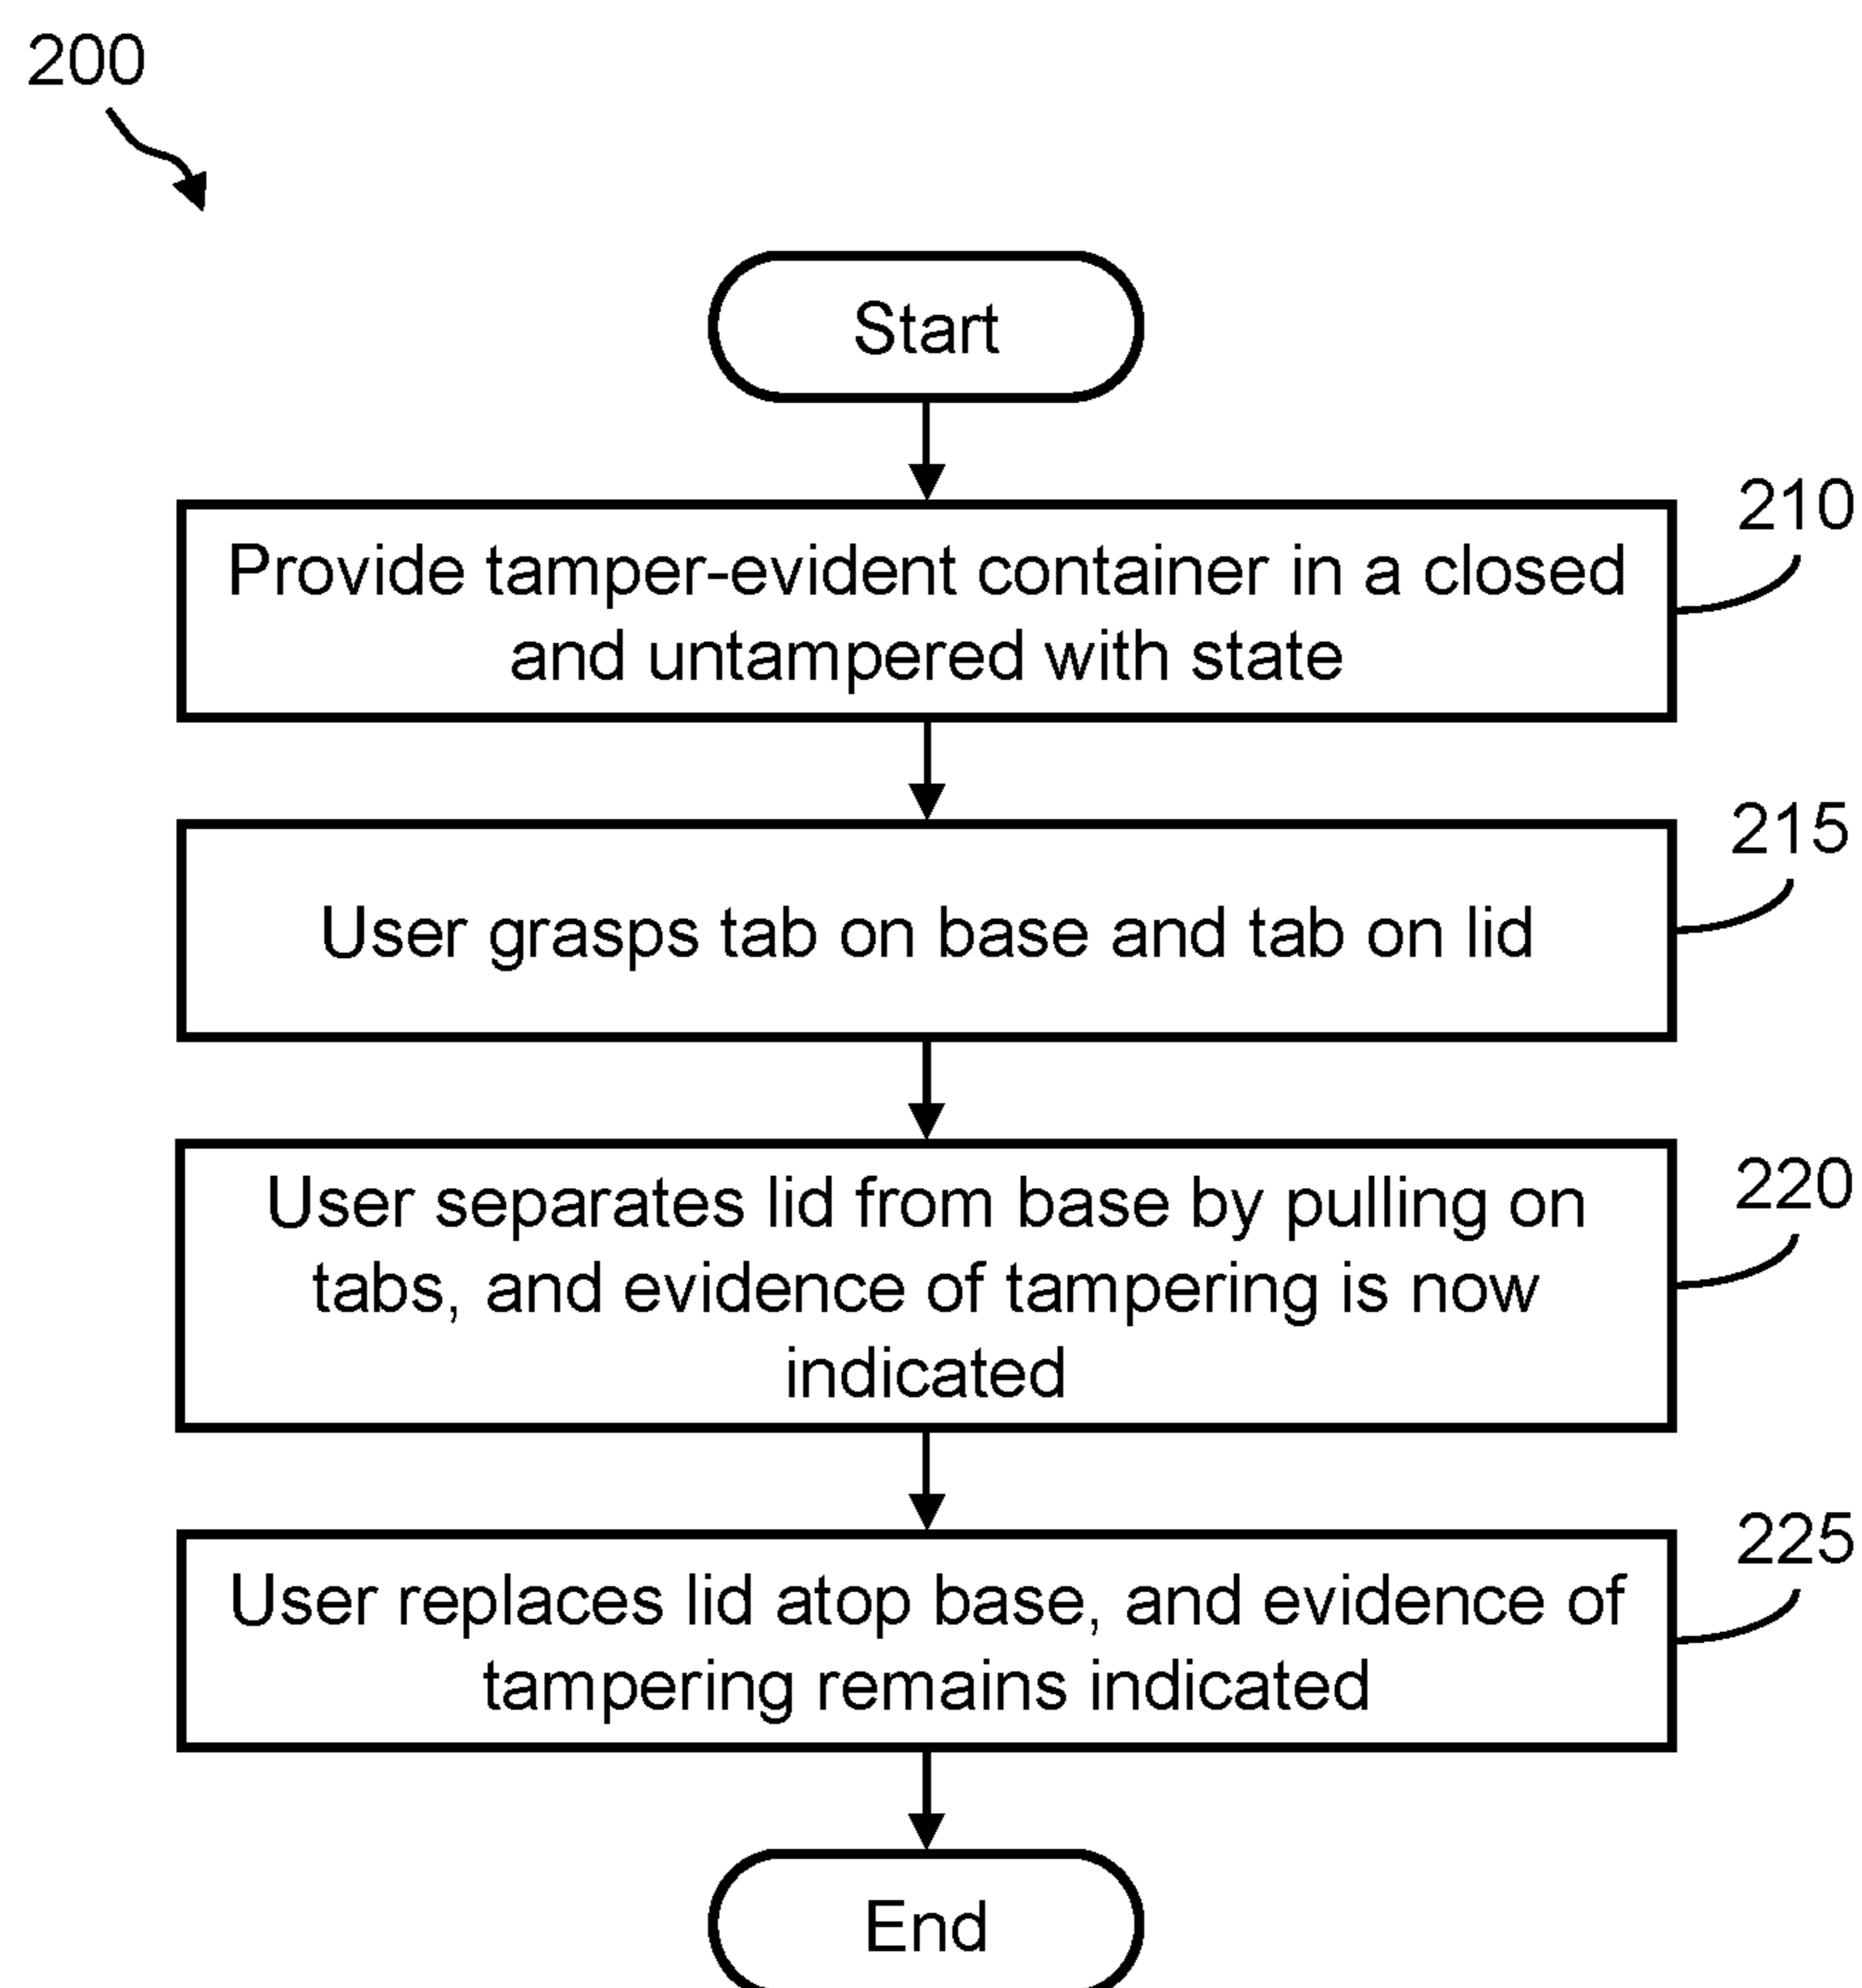 200
Start
210
Provide tamper-evident container in a closed
and untampered with state
215
User grasps tab on base and tab on lid
220
User separates lid from base by pulling on
tabs, and evidence of tampering is now
indicated
225
User replaces lid atop base, and evidence of
tampering remains indicated
End